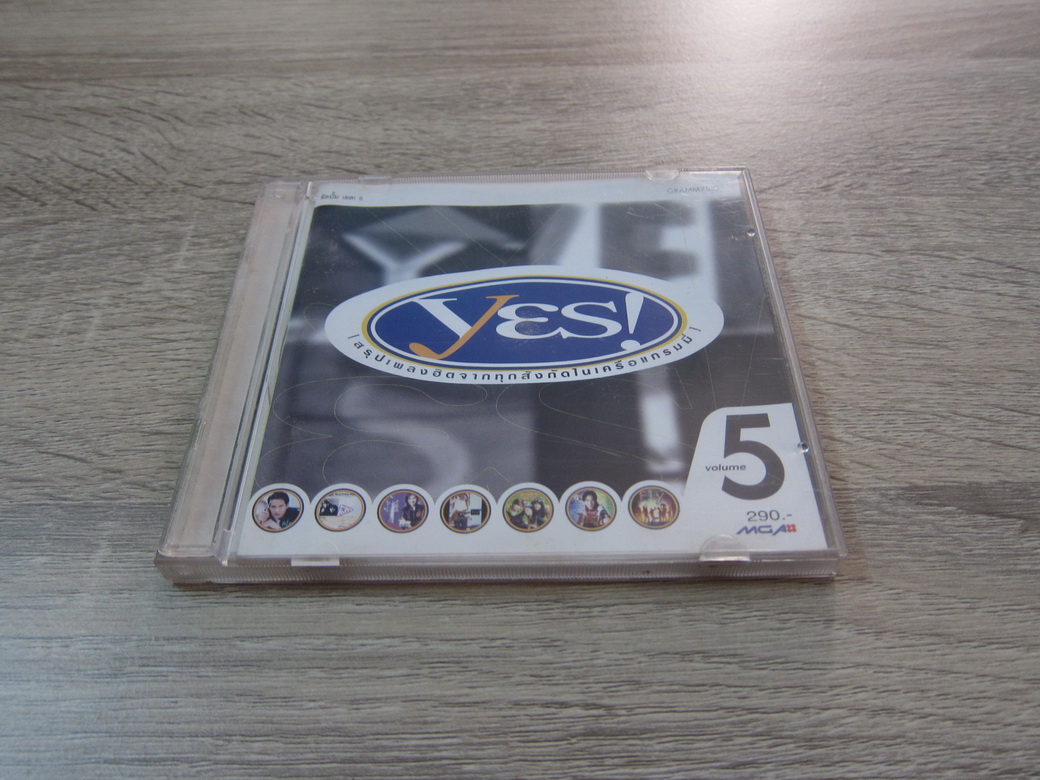 GRAMMY
yES!
[ สรุปเพลงฮิตจากทุกสังกัดในเครือแกรมมี่ ]
volume 5
290.-
MGA